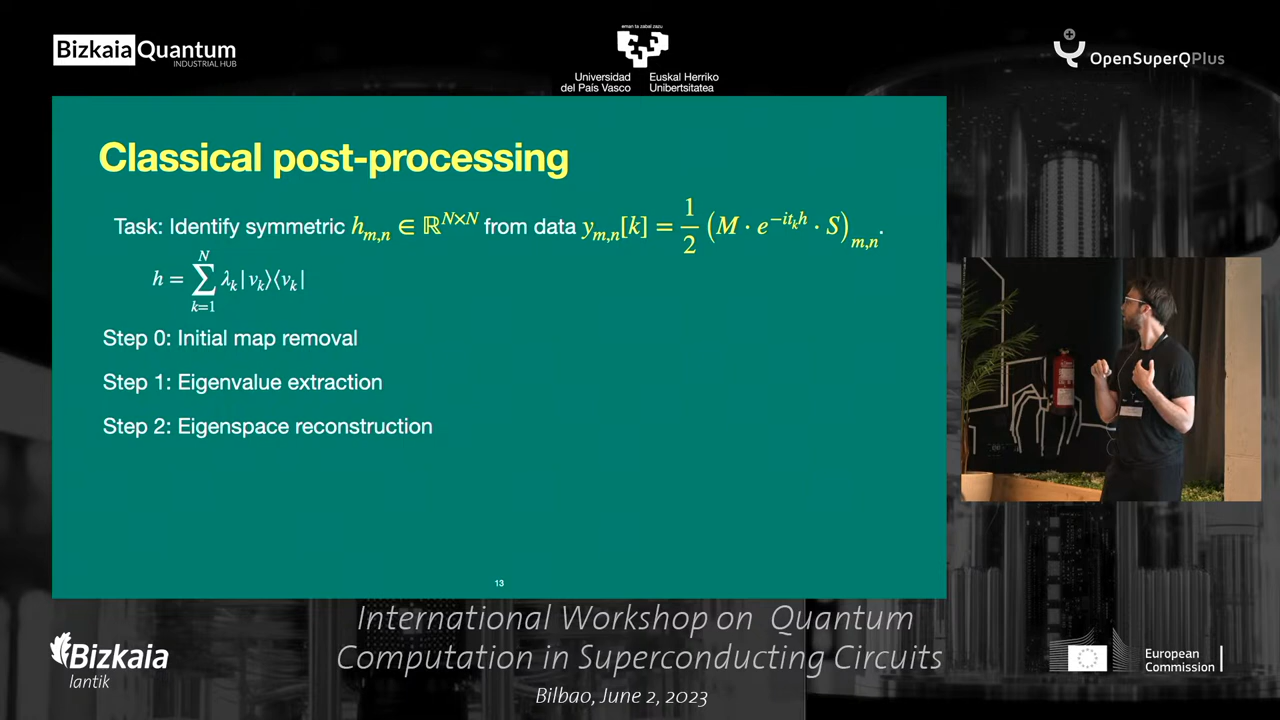 Bizkaia Quantum
INDUSTRIAL HUB
eman ta zabal zazu
Universidad del País Vasco
Euskal Herriko Unibertsitatea
OpenSuperQPlus
Classical post-processing
Task: Identify symmetric h_{m,n} ∈ ℝ^{N×N} from data y_{m,n}[k] = 1/2 (M · e^{-it_k h} · S)_{m,n}.
h = ∑_{k=1}^{N} λ_k |v_k⟩⟨v_k|
Step 0: Initial map removal
Step 1: Eigenvalue extraction
Step 2: Eigenspace reconstruction
13
International Workshop on Quantum
Computation in Superconducting Circuits
Bilbao, June 2, 2023
Bizkaia
lantik
European
Commission